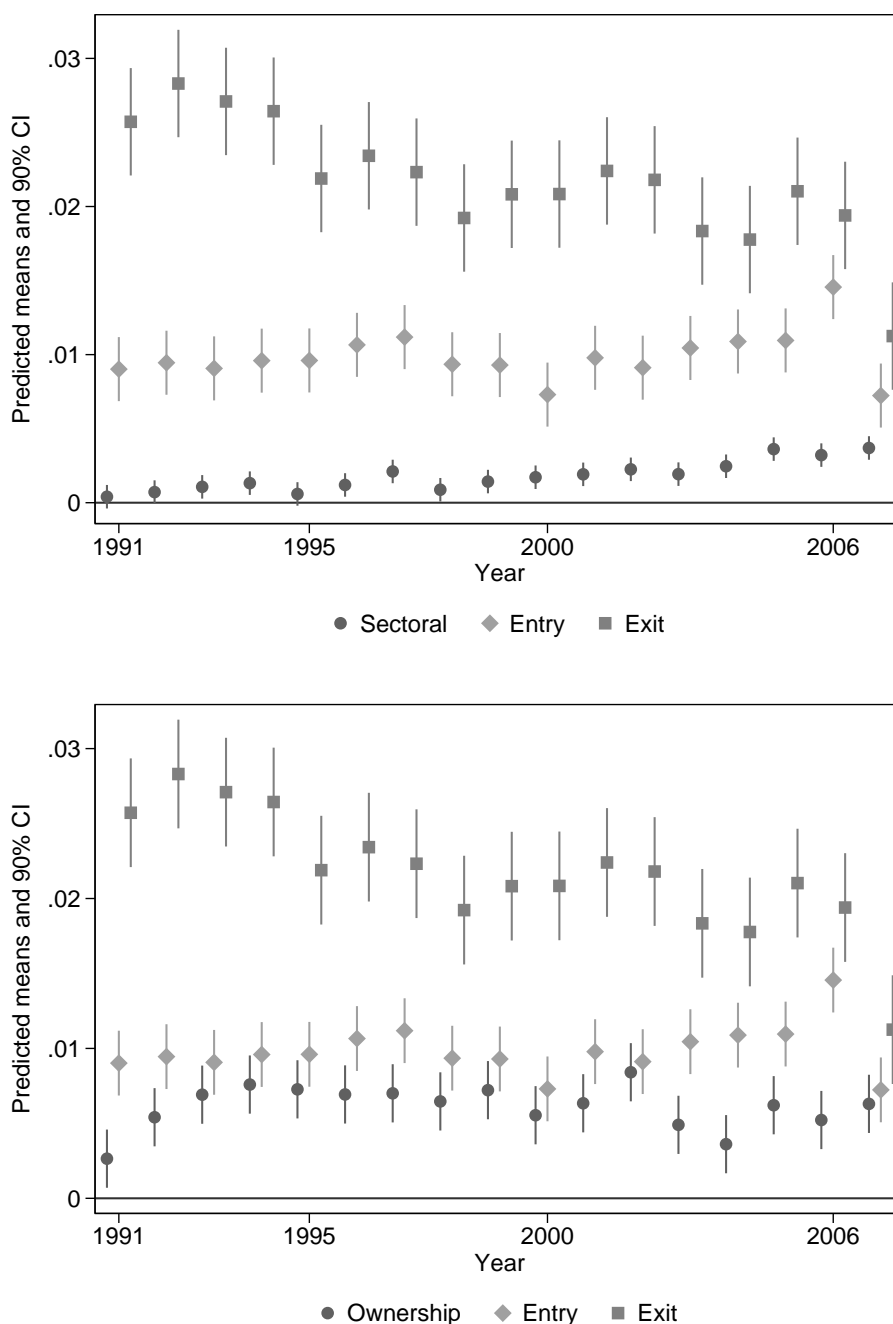 Predicted means and 90% CI
.03
.02
.01
0
1991 1995 2000 2006
Year
Sectoral Entry Exit
Predicted means and 90% CI
.03
.02
.01
0
1991 1995 2000 2006
Year
Ownership Entry Exit